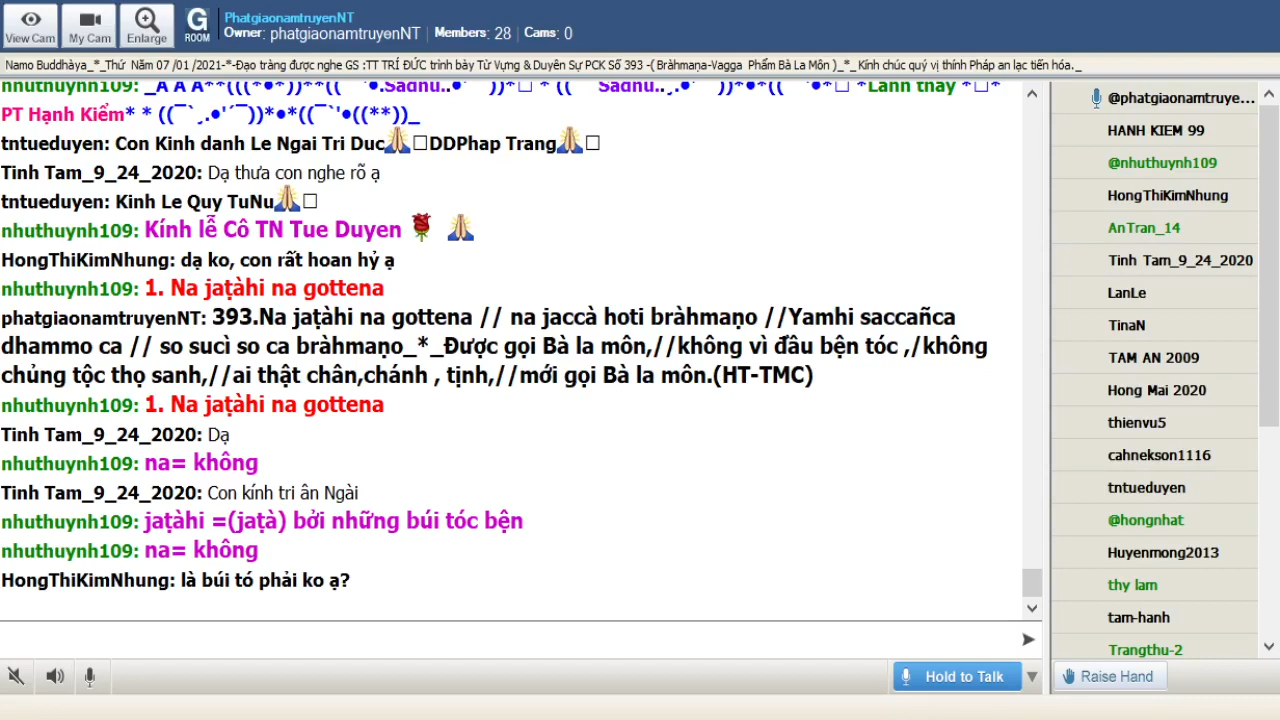 View Cam
My Cam
Enlarge
G
ROOM
PhatgiaonamtruyenNT
Owner: phatgiaonamtruyenNT | Members: 28 | Cams: 0
Namo Buddhàya_*_Thứ Năm 07 /01 /2021-*-Đạo tràng được nghe GS :TT TRÍ ĐỨC trình bày Từ Vựng & Duyên Sự PCK Số 393 -( Bràhmaṇa-Vagga Phẩm Bà La Môn )_*_ Kính chúc quý vị thính Pháp an lạc tiến hóa._
PT Hạnh Kiểm* * ((¯`¸.•'´¯))*•*((¯`'•((**))_
tntueduyen: Con Kinh danh Le Ngai Tri Duc🙏□DDPhap Trang🙏□
Tinh Tam_9_24_2020: Dạ thưa con nghe rõ ạ
tntueduyen: Kinh Le Quy TuNu🙏□
nhuthuynh109: Kính lễ Cô TN Tue Duyen 🌹 🙏
HongThiKimNhung: dạ ko, con rất hoan hỷ ạ
nhuthuynh109: 1. Na jaṭàhi na gottena
phatgiaonamtruyenNT: 393.Na jaṭàhi na gottena // na jaccà hoti bràhmaṇo //Yamhi saccañca
dhammo ca // so sucì so ca bràhmaṇo_*_Được gọi Bà la môn,//không vì đâu bện tóc ,/không
chủng tộc thọ sanh,//ai thật chân,chánh , tịnh,//mới gọi Bà la môn.(HT-TMC)
nhuthuynh109: 1. Na jaṭàhi na gottena
Tinh Tam_9_24_2020: Dạ
nhuthuynh109: na= không
Tinh Tam_9_24_2020: Con kính tri ân Ngài
nhuthuynh109: jaṭàhi =(jaṭà) bởi những búi tóc bện
nhuthuynh109: na= không
HongThiKimNhung: là búi tó phải ko ạ?
@phatgiaonamtruye...
HANH KIEM 99
@nhuthuynh109
HongThiKimNhung
AnTran_14
Tinh Tam_9_24_2020
LanLe
TinaN
TAM AN 2009
Hong Mai 2020
thienvu5
cahnekson1116
tntueduyen
@hongnhat
Huyenmong2013
thy lam
tam-hanh
Trangthu-2
Hold to Talk
Raise Hand